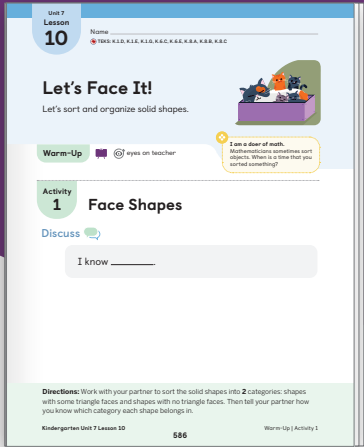 Unit 7
Lesson
10
Name
TEKS: K.1.D, K.1.E, K.1.G, K.6.C, K.6.E, K.8.A, K.8.B, K.8.C
Let's Face It!
Let's sort and organize solid shapes.
Warm-Up eyes on teacher
I am a doer of math.
Mathematicians sometimes sort
objects. When is a time that you
sorted something?
Activity
1
Face Shapes
Discuss
I know ________.
Directions: Work with your partner to sort the solid shapes into 2 categories: shapes
with some triangle faces and shapes with no triangle faces. Then tell your partner how
you know which category each shape belongs in.
Kindergarten Unit 7 Lesson 10
Warm-Up | Activity 1
586